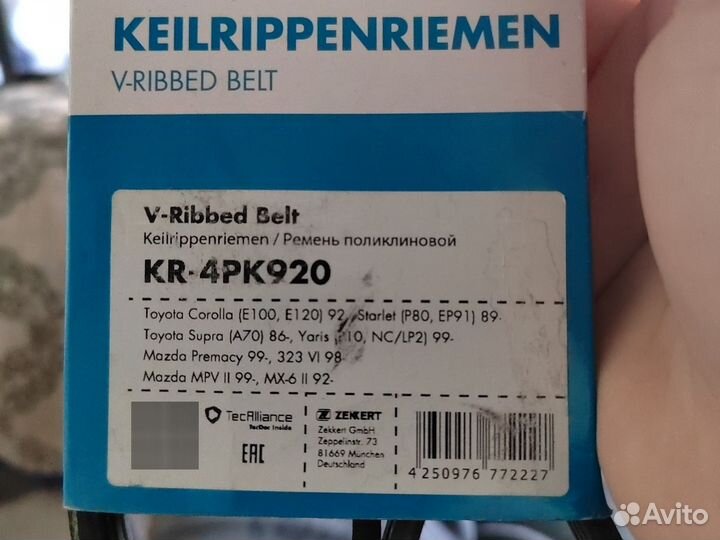 KEILRIPPENRIEMEN
V-RIBBED BELT
V-Ribbed Belt
Keilrippenriemen / Ремень поликлиновой
KR-4PK920
Toyota Corolla (E100, E120) 92, Starlet (P80, EP91) 89-
Toyota Supra (A70) 86-, Yaris 10, NC/LP2) 99-
Mazda Premacy 99-, 323 VI 98-
Mazda MPV II 99-, MX-6 II 92-
TecAlliance
TecDoc Inside
EAC
ZEKKERT
Zekkert GmbH
Zeppelinstr. 73
81669 München
Deutschland
4 250976 772227
Avito